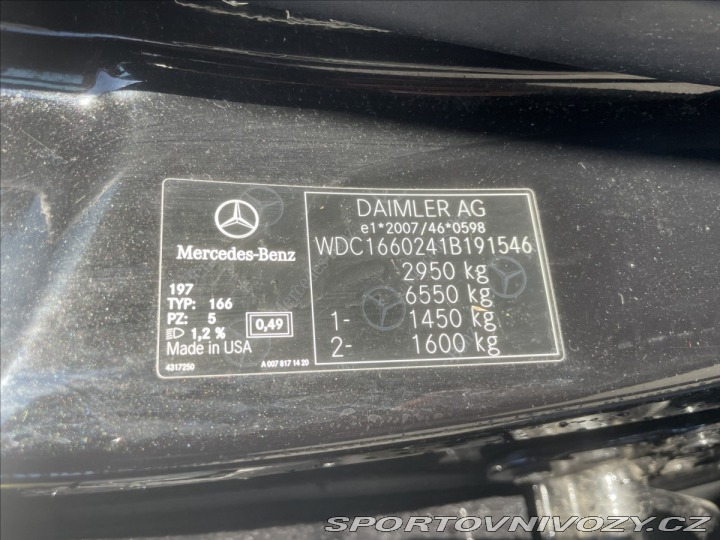 Mercedes-Benz
197
TYP: 166
PZ: 5
1,2 %
0,49
Made in USA
4317250
A 007 817 14 20
DAIMLER AG
e1*2007/46*0598
WDC1660241B191546
2950 kg
6550 kg
1- 1450 kg
2- 1600 kg
SPORTOVNIVOZY.CZ